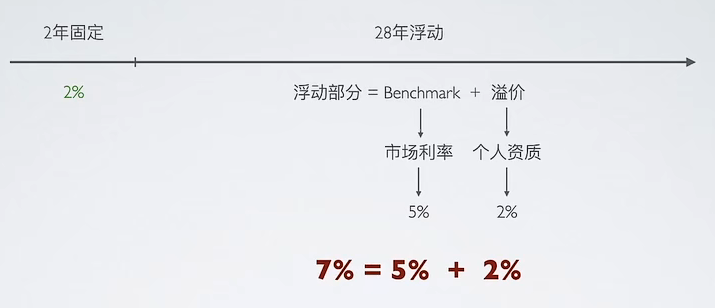 2年固定 28年浮动
2% 浮动部分 = Benchmark + 溢价
市场利率 个人资质
5% 2%
7% = 5% + 2%